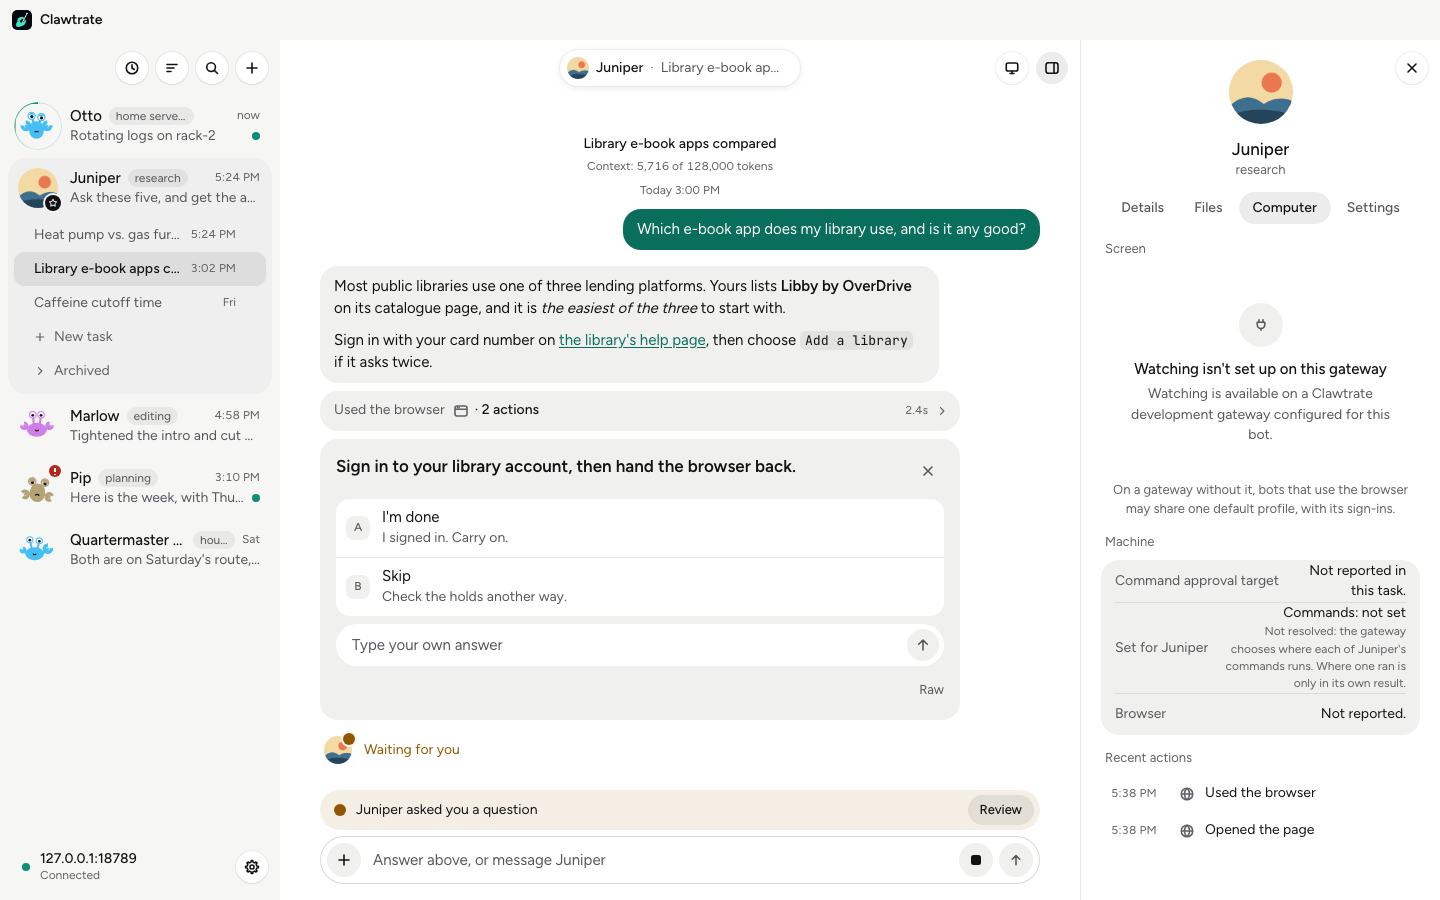 Clawtrate
Otto home serve... now
Rotating logs on rack-2
Juniper research 5:24 PM
Ask these five, and get the a...
Heat pump vs. gas fur... 5:24 PM
Library e-book apps c... 3:02 PM
Caffeine cutoff time Fri
New task
Archived
Marlow editing 4:58 PM
Tightened the intro and cut ...
Pip planning 3:10 PM
Here is the week, with Thu...
Quartermaster ... hou... Sat
Both are on Saturday's route,...
127.0.0.1:18789
Connected
Juniper · Library e-book ap...
Library e-book apps compared
Context: 5,716 of 128,000 tokens
Today 3:00 PM
Which e-book app does my library use, and is it any good?
Most public libraries use one of three lending platforms. Yours lists Libby by OverDrive
on its catalogue page, and it is the easiest of the three to start with.
Sign in with your card number on the library's help page, then choose Add a library
if it asks twice.
Used the browser · 2 actions 2.4s
Sign in to your library account, then hand the browser back.
A I'm done
I signed in. Carry on.
B Skip
Check the holds another way.
Type your own answer
Raw
Waiting for you
Juniper asked you a question Review
Answer above, or message Juniper
Juniper
research
Details Files Computer Settings
Screen
Watching isn't set up on this gateway
Watching is available on a Clawtrate
development gateway configured for this
bot.
On a gateway without it, bots that use the browser
may share one default profile, with its sign-ins.
Machine
Command approval target Not reported in
this task.
Set for Juniper Commands: not set
Not resolved: the gateway
chooses where each of Juniper's
commands runs. Where one ran is
only in its own result.
Browser Not reported.
Recent actions
5:38 PM Used the browser
5:38 PM Opened the page